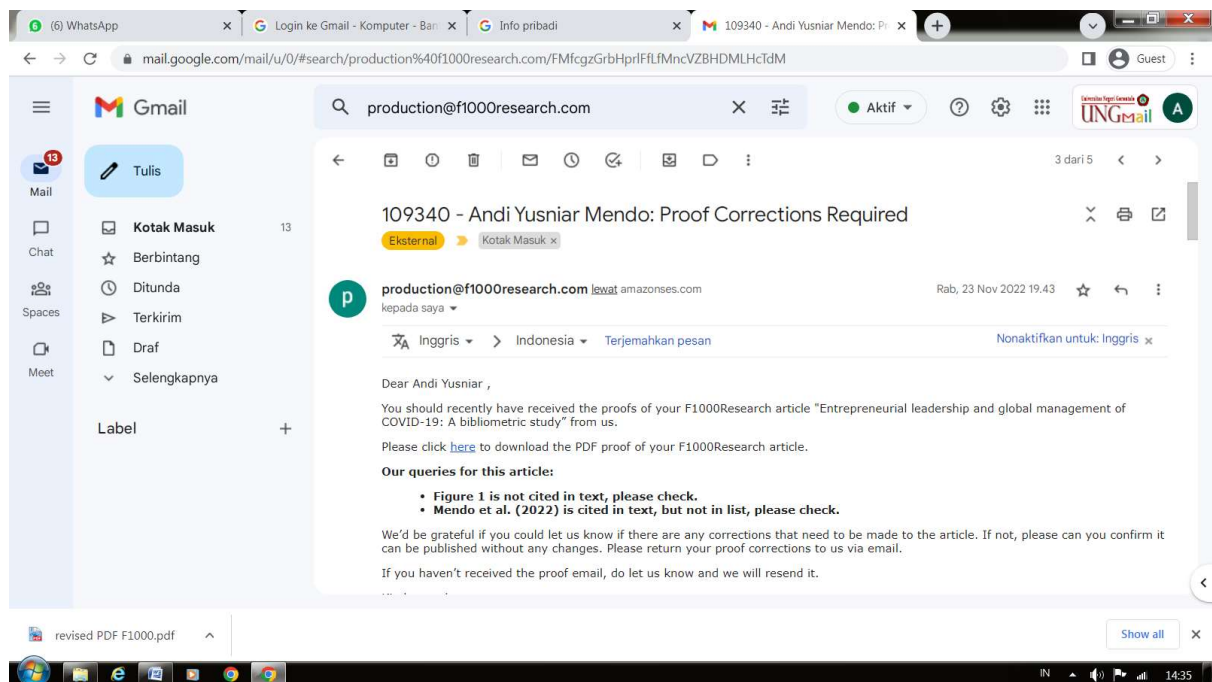 (6) WhatsApp
Login ke Gmail - Komputer - Ban
Info pribadi
109340 - Andi Yusniar Mendo: Pr
mail.google.com/mail/u/0/#search/production%40f1000research.com/FMfcgzGrbHprlFfLfMncVZBHDMLHcTdM
Guest
Gmail
production@f1000research.com
Aktif
Universitas Negeri Gorontalo
UNGMail
A
13
Mail
Tulis
3 dari 5
Chat
Spaces
Meet
Kotak Masuk 13
Berbintang
Ditunda
Terkirim
Draf
Selengkapnya
Label
109340 - Andi Yusniar Mendo: Proof Corrections Required
Eksternal
Kotak Masuk ×
p
production@f1000research.com lewat amazonses.com
Rab, 23 Nov 2022 19.43
kepada saya
Inggris > Indonesia Terjemahkan pesan
Nonaktifkan untuk: Inggris ×
Dear Andi Yusniar ,
You should recently have received the proofs of your F1000Research article "Entrepreneurial leadership and global management of
COVID-19: A bibliometric study” from us.
Please click here to download the PDF proof of your F1000Research article.
Our queries for this article:
• Figure 1 is not cited in text, please check.
• Mendo et al. (2022) is cited in text, but not in list, please check.
We’d be grateful if you could let us know if there are any corrections that need to be made to the article. If not, please can you confirm it
can be published without any changes. Please return your proof corrections to us via email.
If you haven’t received the proof email, do let us know and we will resend it.
revised PDF F1000.pdf
Show all
IN
14:35